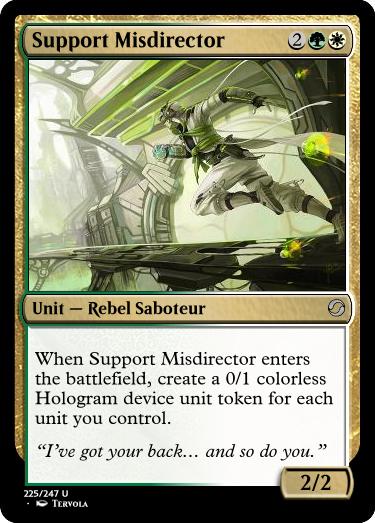 Support Misdirector 2
Unit — Rebel Saboteur
When Support Misdirector enters
the battlefield, create a 0/1 colorless
Hologram device unit token for each
unit you control.
“I’ve got your back... and so do you.”
2/2
225/247 U
· Tervola